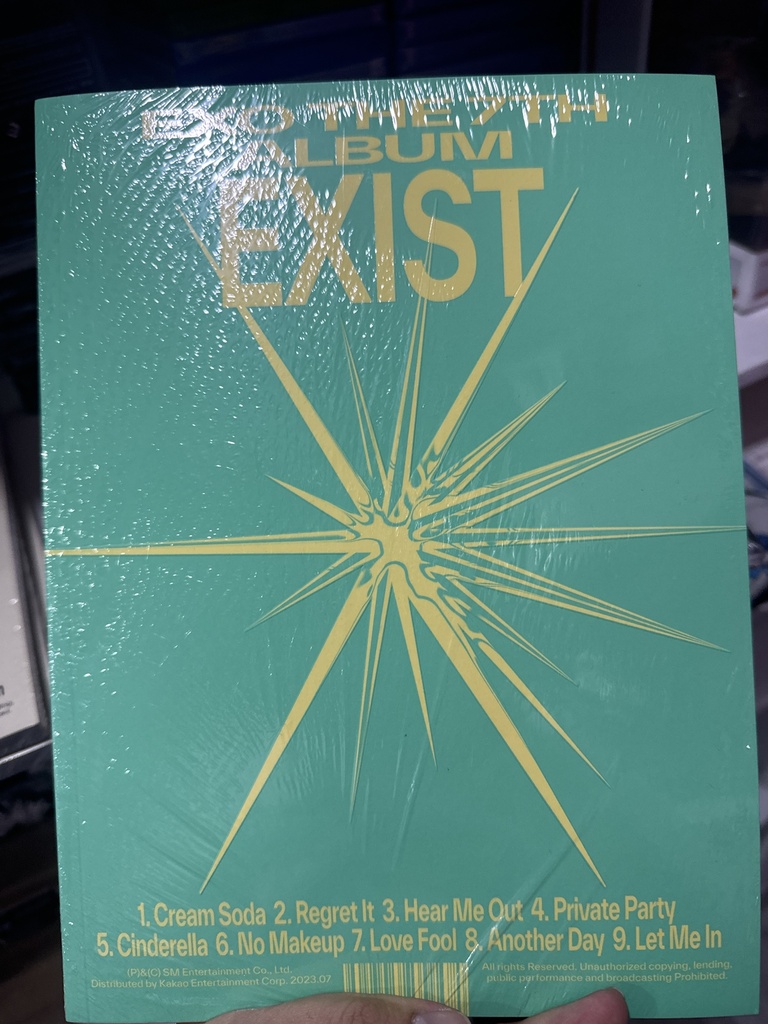 EXO THE 7TH
ALBUM
EXIST
1. Cream Soda 2. Regret It 3. Hear Me Out 4. Private Party
5. Cinderella 6. No Makeup 7. Love Fool 8. Another Day 9. Let Me In
(P)&(C) SM Entertainment Co., Ltd.
Distributed by Kakao Entertainment Corp. 2023.07
All rights Reserved. Unauthorized copying, lending,
public performance and broadcasting Prohibited.